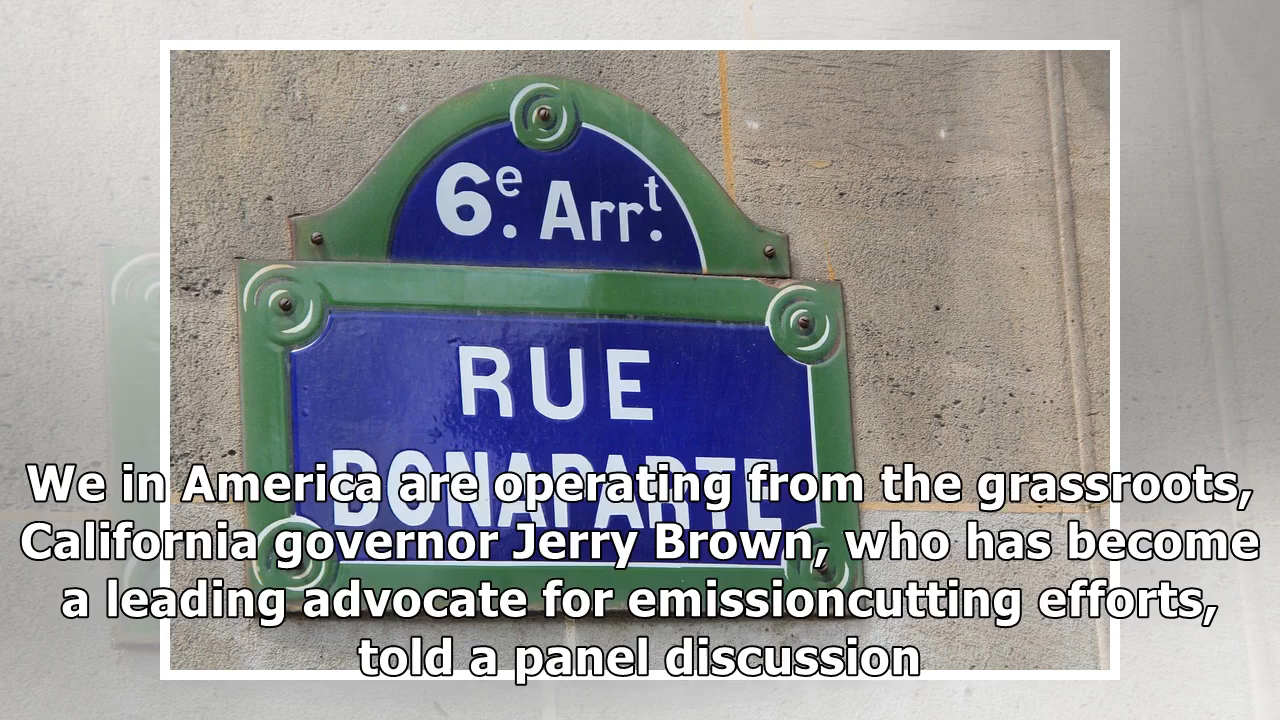 6e. Arrt.
RUE
BONAPARTE
We in America are operating from the grassroots,
California governor Jerry Brown, who has become
a leading advocate for emissioncutting efforts,
told a panel discussion